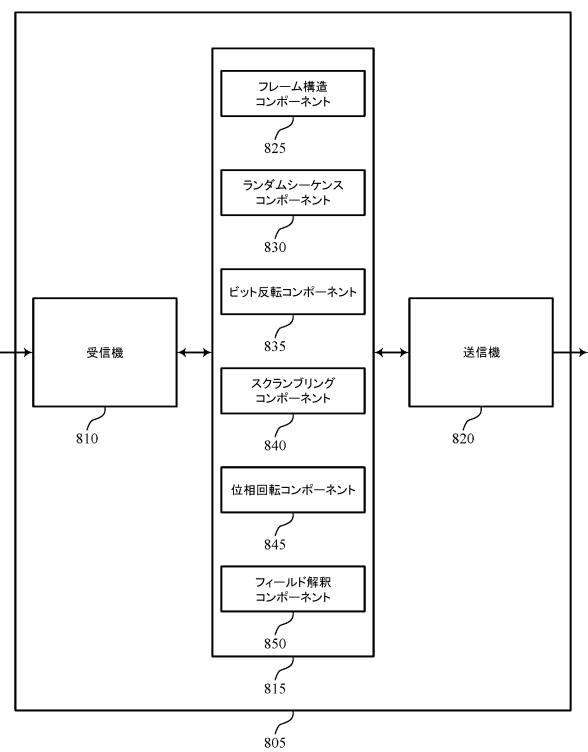 フレーム構造
コンポーネント
825
ランダムシーケンス
コンポーネント
830
ビット反転コンポーネント
835
受信機
810
送信機
820
スクランブリング
コンポーネント
840
位相回転コンポーネント
845
フィールド解釈
コンポーネント
850
815
805